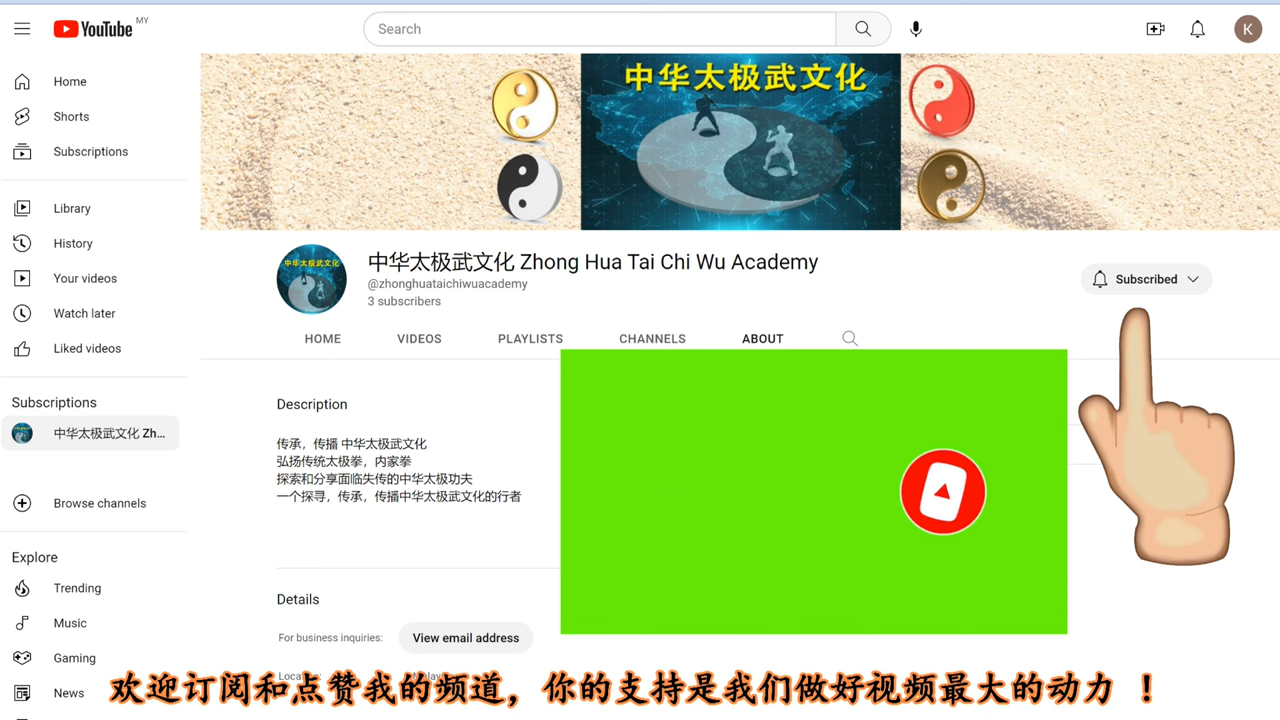 YouTube MY
Search
K
Home
Shorts
Subscriptions
Library
History
Your videos
Watch later
Liked videos
Subscriptions
中华太极武文化 Zh...
Browse channels
Explore
Trending
Music
Gaming
News
中华太极武文化
中华太极武文化
中华太极武文化 Zhong Hua Tai Chi Wu Academy
@zhonghuataichiwuacademy
3 subscribers
Subscribed
HOME
VIDEOS
PLAYLISTS
CHANNELS
ABOUT
Description
传承，传播 中华太极武文化
弘扬传统太极拳，内家拳
探索和分享面临失传的中华太极功夫
一个探寻，传承，传播中华太极武文化的行者
Details
For business inquiries:
View email address
欢迎订阅和点赞我的频道，你的支持是我们做好视频最大的动力 ！